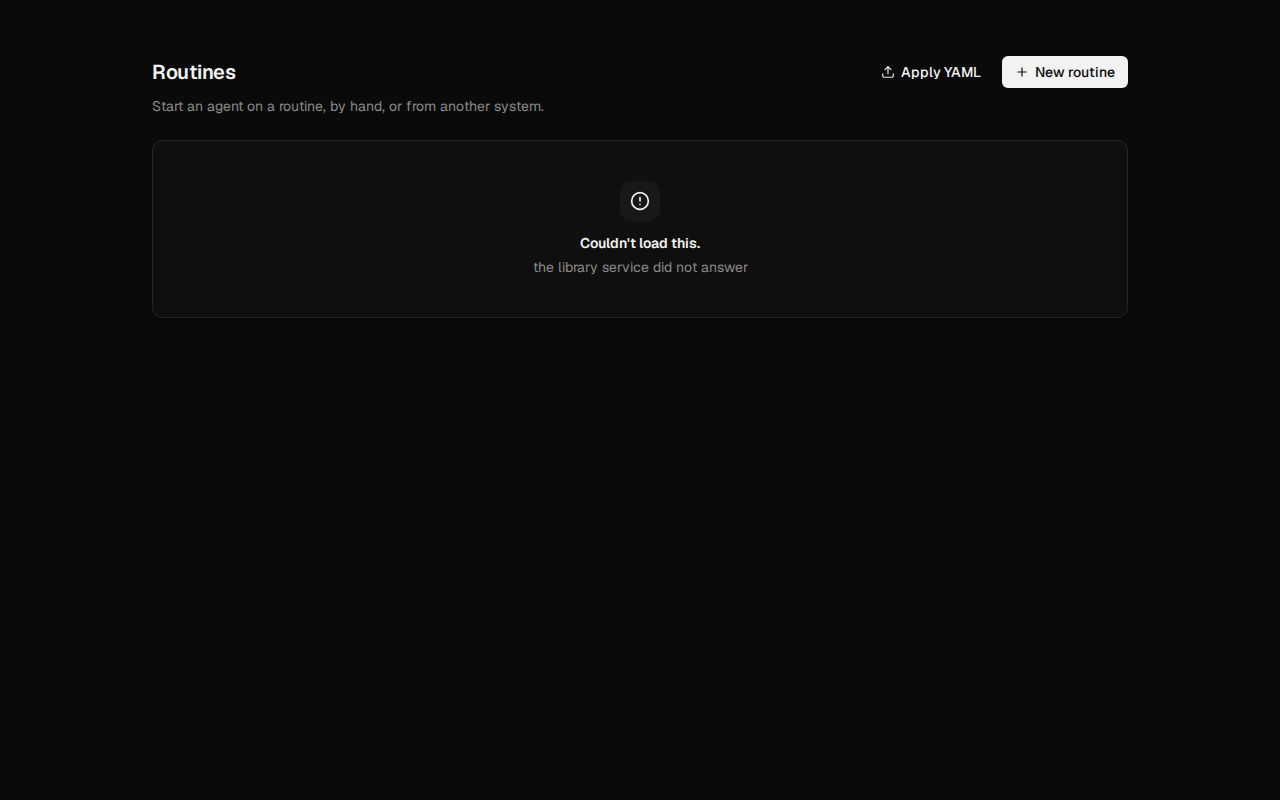 Routines
Apply YAML
New routine
Start an agent on a routine, by hand, or from another system.
Couldn't load this.
the library service did not answer